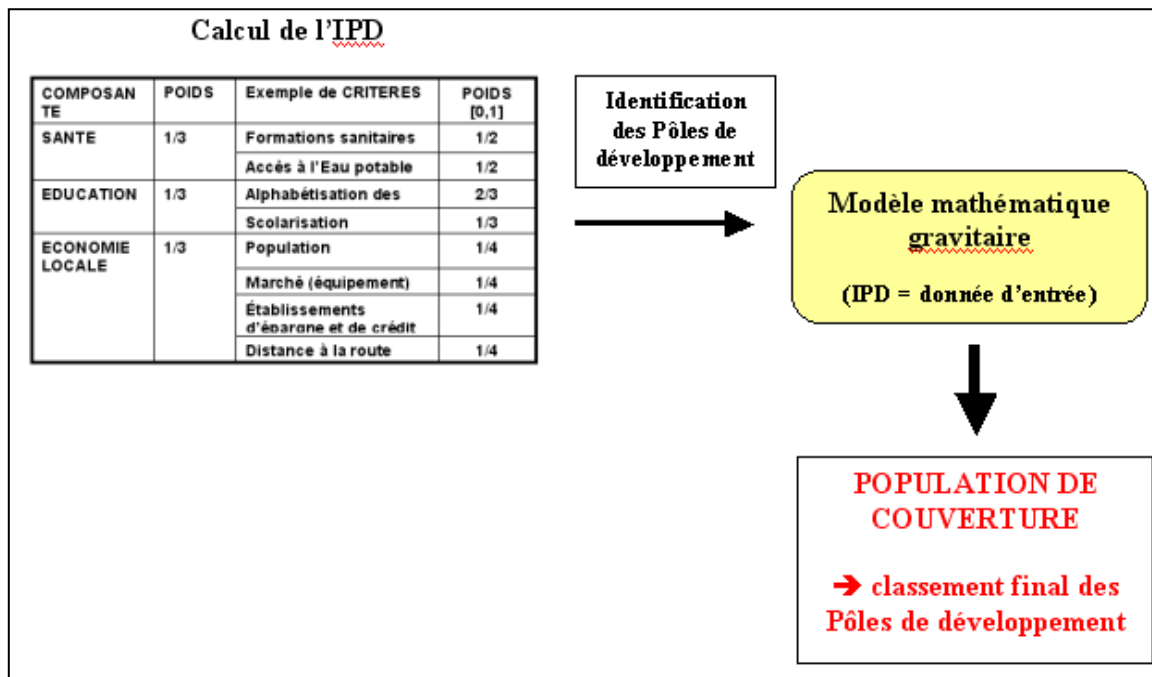 Calcul de l'IPD
COMPOSAN
TE
POIDS
Exemple de CRITERES
POIDS
[0,1]
SANTE
1/3
Formations sanitaires
1/2
Accès à l'Eau potable
1/2
EDUCATION
1/3
Alphabétisation des
2/3
Scolarisation
1/3
ECONOMIE
LOCALE
1/3
Population
1/4
Marché (équipement)
1/4
Établissements
d'épargne et de crédit
1/4
Distance à la route
1/4
Identification
des Pôles de
développement
Modèle mathématique
gravitaire
(IPD = donnée d'entrée)
POPULATION DE
COUVERTURE
➔ classement final des
Pôles de développement